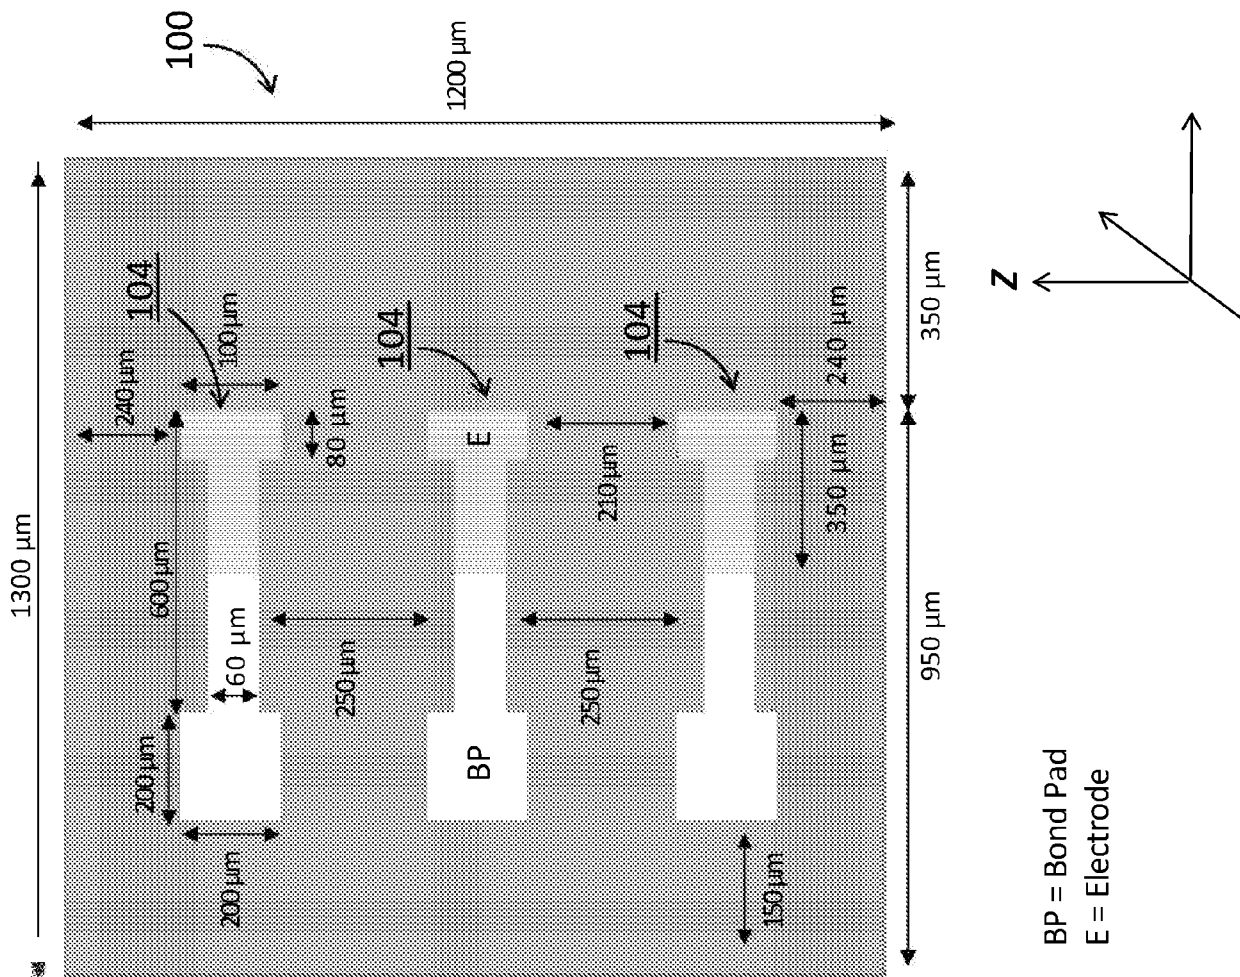 100
1200 µm
1300 µm
104
240 µm
100 µm
104
104
80 µm
E
600 µm
210 µm
240 µm
350 µm
350 µm
60 µm
250 µm
250 µm
950 µm
200 µm
BP
200 µm
150 µm
Z
BP = Bond Pad
E = Electrode